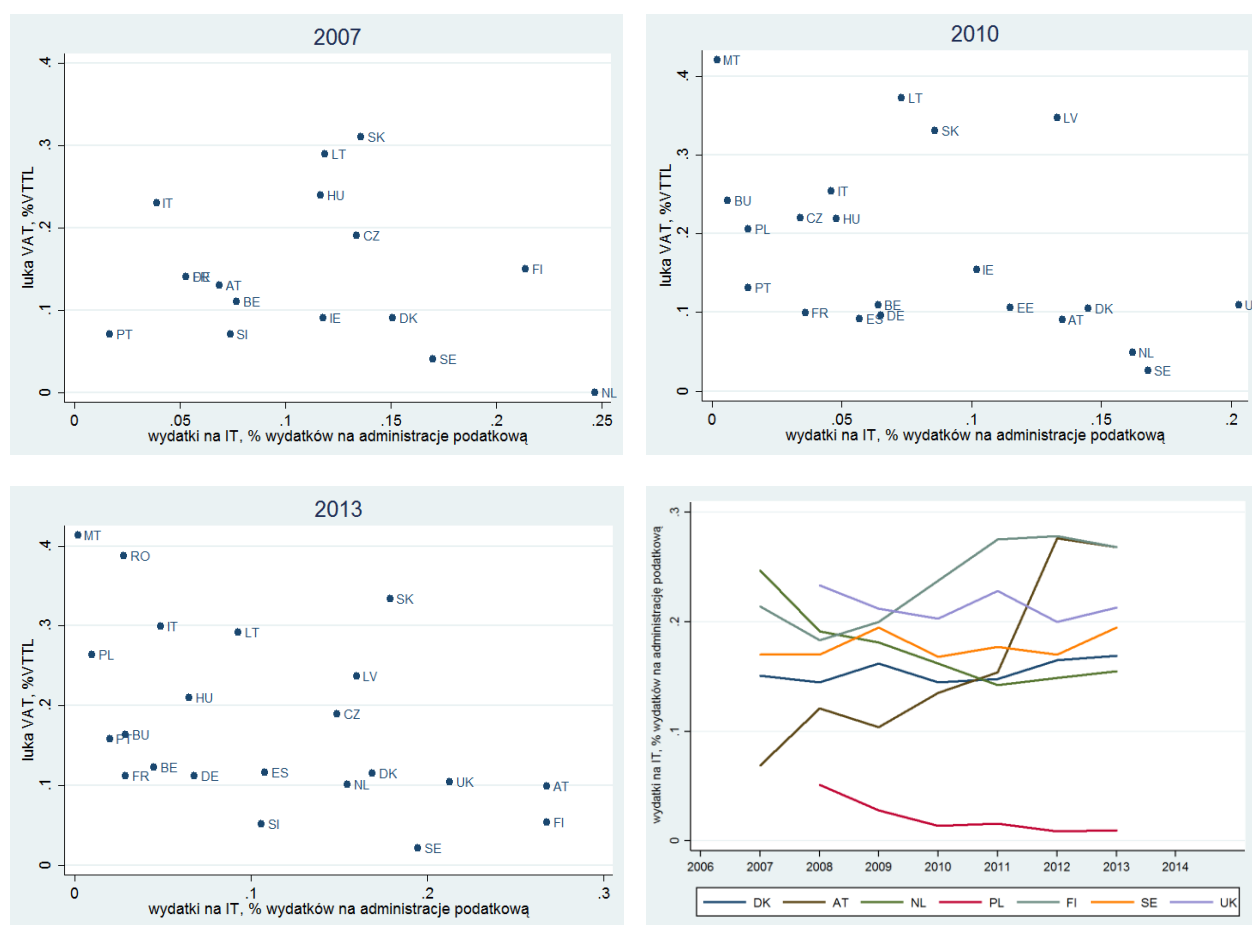 2007
luka VAT, %VTTL
.4
.3
.2
.1
0
SK
LT
HU
IT
CZ
FI
DE
AT
BE
IE
DK
PT
SI
SE
NL
0
.05
.1
.15
.2
.25
wydatki na IT, % wydatków na administracje podatkową
2010
luka VAT, %VTTL
.4
.3
.2
.1
0
MT
LT
SK
LV
IT
BU
CZ
HU
PL
IE
PT
BE
FR
ES
DE
EE
AT
DK
U
NL
SE
0
.05
.1
.15
.2
wydatki na IT, % wydatków na administracje podatkową
2013
luka VAT, %VTTL
.4
.3
.2
.1
0
MT
RO
SK
IT
LT
PL
LV
HU
CZ
BU
PT
BE
FR
DE
ES
DK
NL
UK
AT
SI
FI
SE
0
.1
.2
.3
wydatki na IT, % wydatków na administracje podatkową
wydatki na IT, % wydatków na administrację podatkową
.3
.2
.1
0
2006
2007
2008
2009
2010
2011
2012
2013
2014
DK
AT
NL
PL
FI
SE
UK